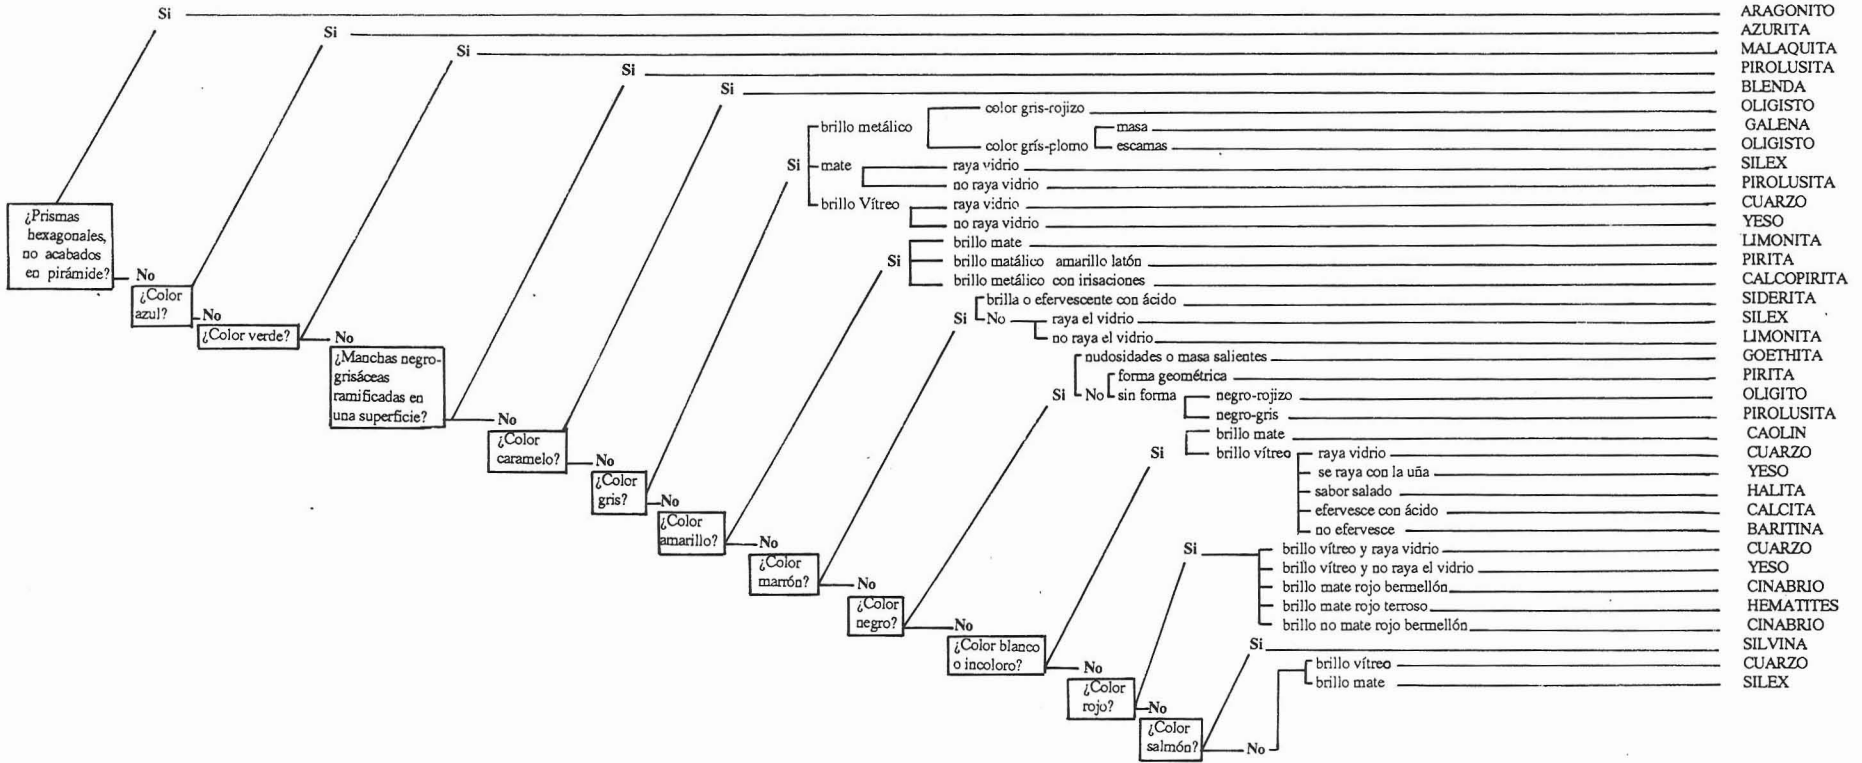 Si ARAGONITO
Si AZURITA
Si MALAQUITA
Si PIROLUSITA
Si BLENDA
color gris-rojizo OLIGISTO
brillo metálico masa GALENA
color grís-plomo escamas OLIGISTO
Si mate raya vidrio SILEX
no raya vidrio PIROLUSITA
brillo Vítreo raya vidrio CUARZO
no raya vidrio YESO
brillo mate LIMONITA
Si brillo matálico amarillo latón PIRITA
brillo metálico con irisaciones CALCOPIRITA
brilla o efervescente con ácido SIDERITA
Si No raya el vidrio SILEX
no raya el vidrio LIMONITA
nudosidades o masa salientes GOETHITA
forma geométrica PIRITA
Si No sin forma negro-rojizo OLIGITO
negro-gris PIROLUSITA
brillo mate CAOLIN
Si brillo vítreo raya vidrio CUARZO
se raya con la uña YESO
sabor salado HALITA
efervesce con ácido CALCITA
no efervesce BARITINA
Si brillo vítreo y raya vidrio CUARZO
brillo vítreo y no raya el vidrio YESO
brillo mate rojo bermellón CINABRIO
brillo mate rojo terroso HEMATITES
brillo no mate rojo bermellón CINABRIO
Si SILVINA
brillo vítreo CUARZO
brillo mate SILEX
¿Prismas
hexagonales,
no acabados
en pirámide?
No
¿Color
azul?
No
¿Color verde?
No
¿Manchas negro-
grisáceas
ramificadas en
una superficie?
No
¿Color
caramelo?
No
¿Color
gris?
No
¿Color
amarillo?
No
¿Color
marrón?
No
¿Color
negro?
No
¿Color blanco
o incoloro?
No
¿Color
rojo?
No
¿Color
salmón?
No